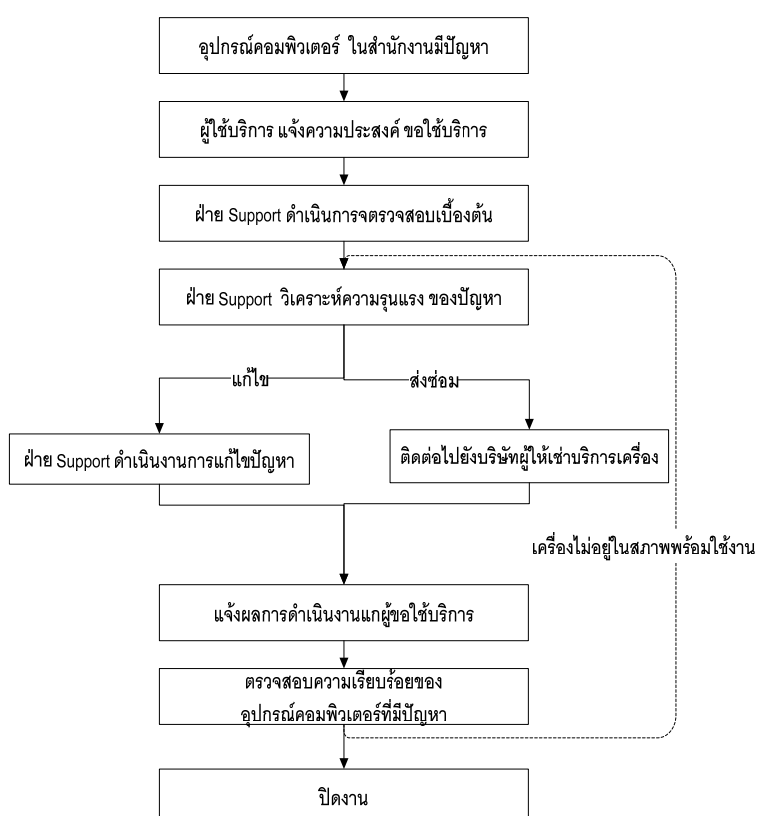 อุปกรณ์คอมพิวเตอร์ ในสำนักงานมีปัญหา
ผู้ใช้บริการ แจ้งความประสงค์ ขอใช้บริการ
ฝ่าย Support ดำเนินการจตรวจสอบเบื้องต้น
ฝ่าย Support วิเคราะห์ความรุนแรง ของปัญหา
แก้ไข
ส่งซ่อม
ฝ่าย Support ดำเนินงานการแก้ไขปัญหา
ติดต่อไปยังบริษัทผู้ให้เช่าบริการเครื่อง
เครื่องไม่อยู่ในสภาพพร้อมใช้งาน
แจ้งผลการดำเนินงานแกผู้ขอใช้บริการ
ตรวจสอบความเรียบร้อยของ
อุปกรณ์คอมพิวเตอร์ที่มีปัญหา
ปิดงาน